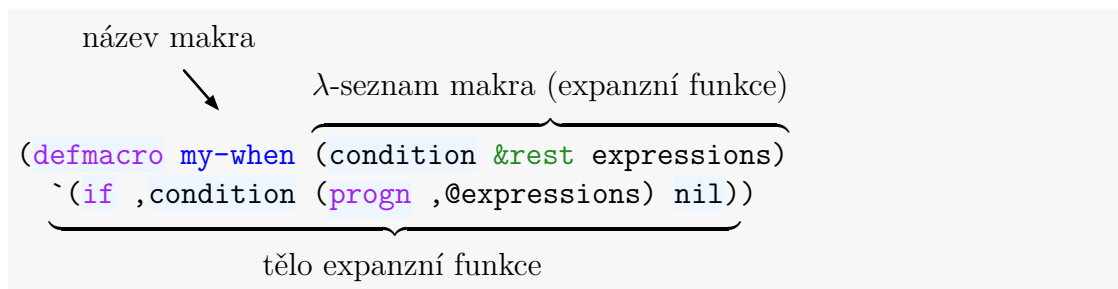 název makra
λ-seznam makra (expanzní funkce)
(defmacro my-when (condition &rest expressions)
`(if ,condition (progn ,@expressions) nil))
tělo expanzní funkce